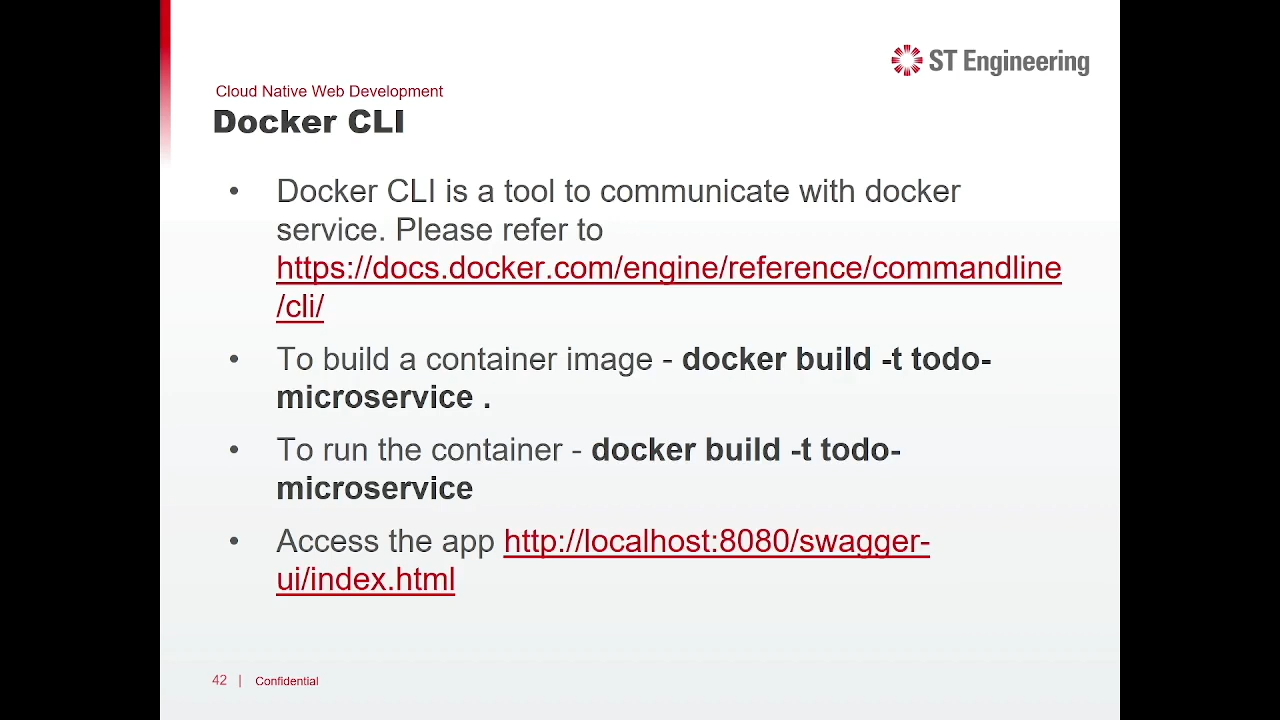 ST Engineering
Cloud Native Web Development
Docker CLI
• Docker CLI is a tool to communicate with docker
service. Please refer to
https://docs.docker.com/engine/reference/commandline
/cli/
• To build a container image - docker build -t todo-
microservice .
• To run the container - docker build -t todo-
microservice
• Access the app http://localhost:8080/swagger-
ui/index.html
42 | Confidential